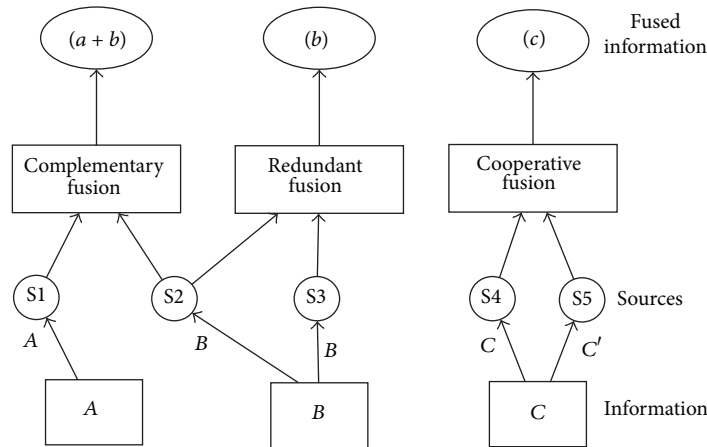 (a + b)
(b)
(c)
Fused
information
Complementary
fusion
Redundant
fusion
Cooperative
fusion
S1
S2
S3
S4
S5
Sources
A
B
B
C
C′
A
B
C
Information